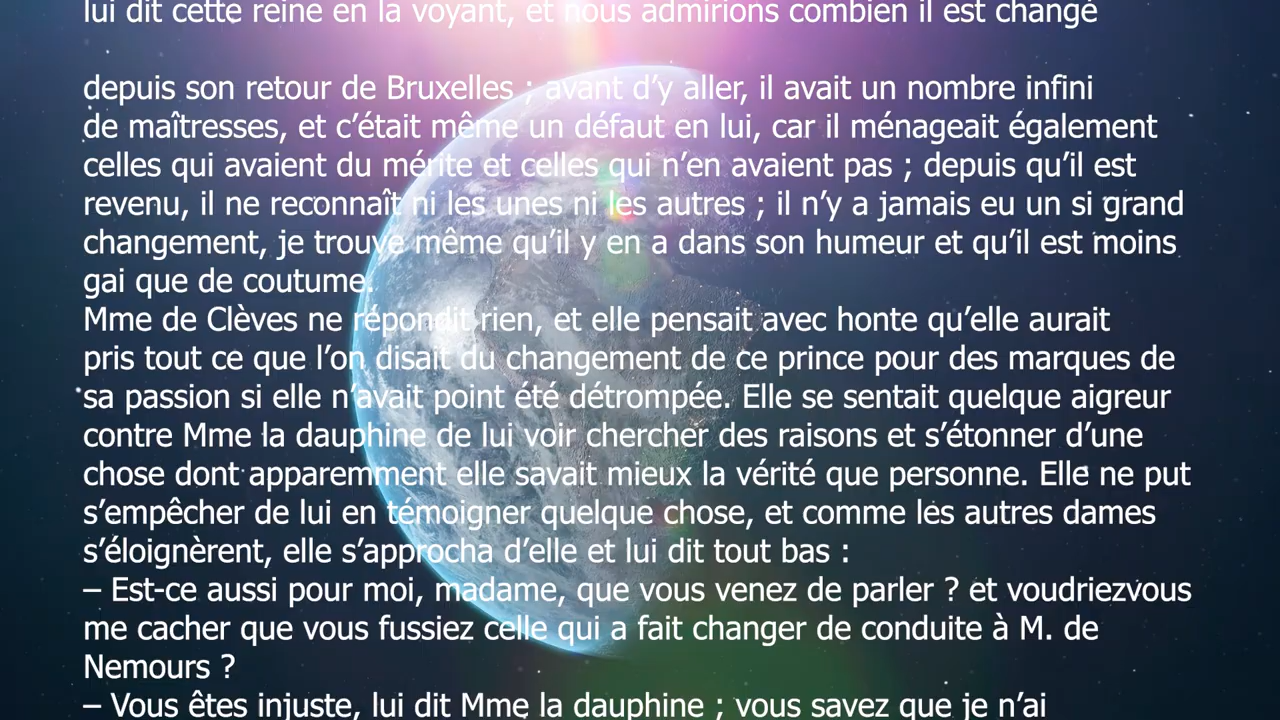 lui dit cette reine en la voyant, et nous admirions combien il est changé
depuis son retour de Bruxelles ; avant d’y aller, il avait un nombre infini
de maîtresses, et c’était même un défaut en lui, car il ménageait également
celles qui avaient du mérite et celles qui n’en avaient pas ; depuis qu’il est
revenu, il ne reconnaît ni les unes ni les autres ; il n’y a jamais eu un si grand
changement, je trouve même qu’il y en a dans son humeur et qu’il est moins
gai que de coutume.
Mme de Clèves ne répondit rien, et elle pensait avec honte qu’elle aurait
pris tout ce que l’on disait du changement de ce prince pour des marques de
sa passion si elle n’avait point été détrompée. Elle se sentait quelque aigreur
contre Mme la dauphine de lui voir chercher des raisons et s’étonner d’une
chose dont apparemment elle savait mieux la vérité que personne. Elle ne put
s’empêcher de lui en témoigner quelque chose, et comme les autres dames
s’éloignèrent, elle s’approcha d’elle et lui dit tout bas :
– Est-ce aussi pour moi, madame, que vous venez de parler ? et voudriezvous
me cacher que vous fussiez celle qui a fait changer de conduite à M. de
Nemours ?
– Vous êtes injuste, lui dit Mme la dauphine ; vous savez que je n’ai